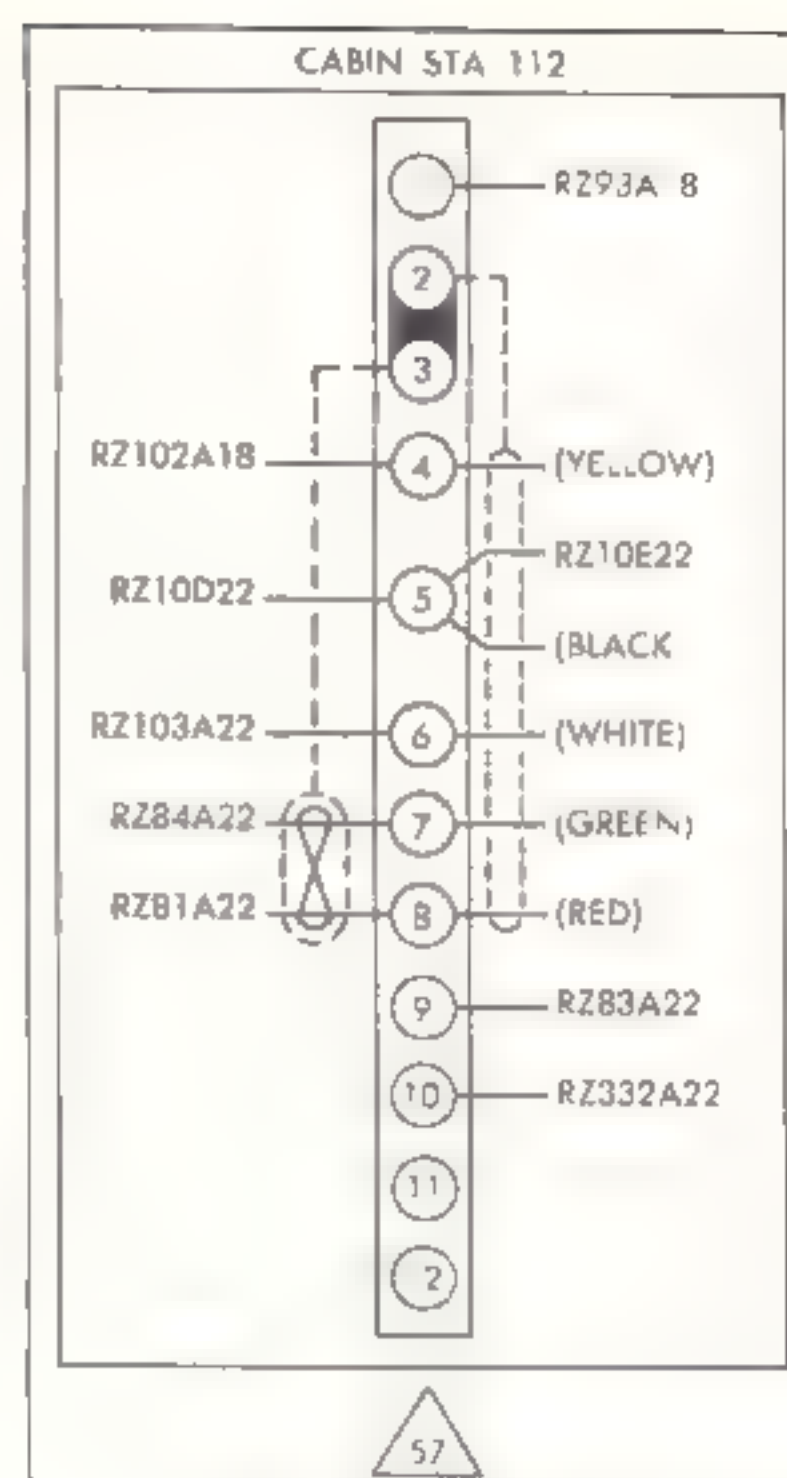 CABIN STA 112
RZ93A 8
2
3
RZ102A18 4 (YELLOW)
RZ10E22
RZ10D22 5
(BLACK
RZ103A22 6 (WHITE)
RZ84A22 7 (GREEN)
RZ81A22 8 (RED)
9 RZ83A22
10 RZ332A22
11
2
57